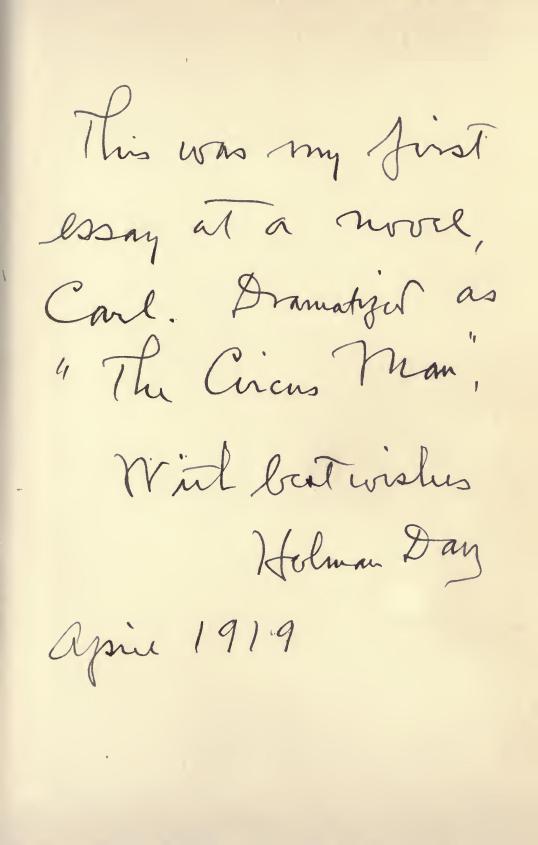 This was my first
essay at a novel,
Carl. Dramatized as
"The Circus Man".
With best wishes
Holman Day
April 1919